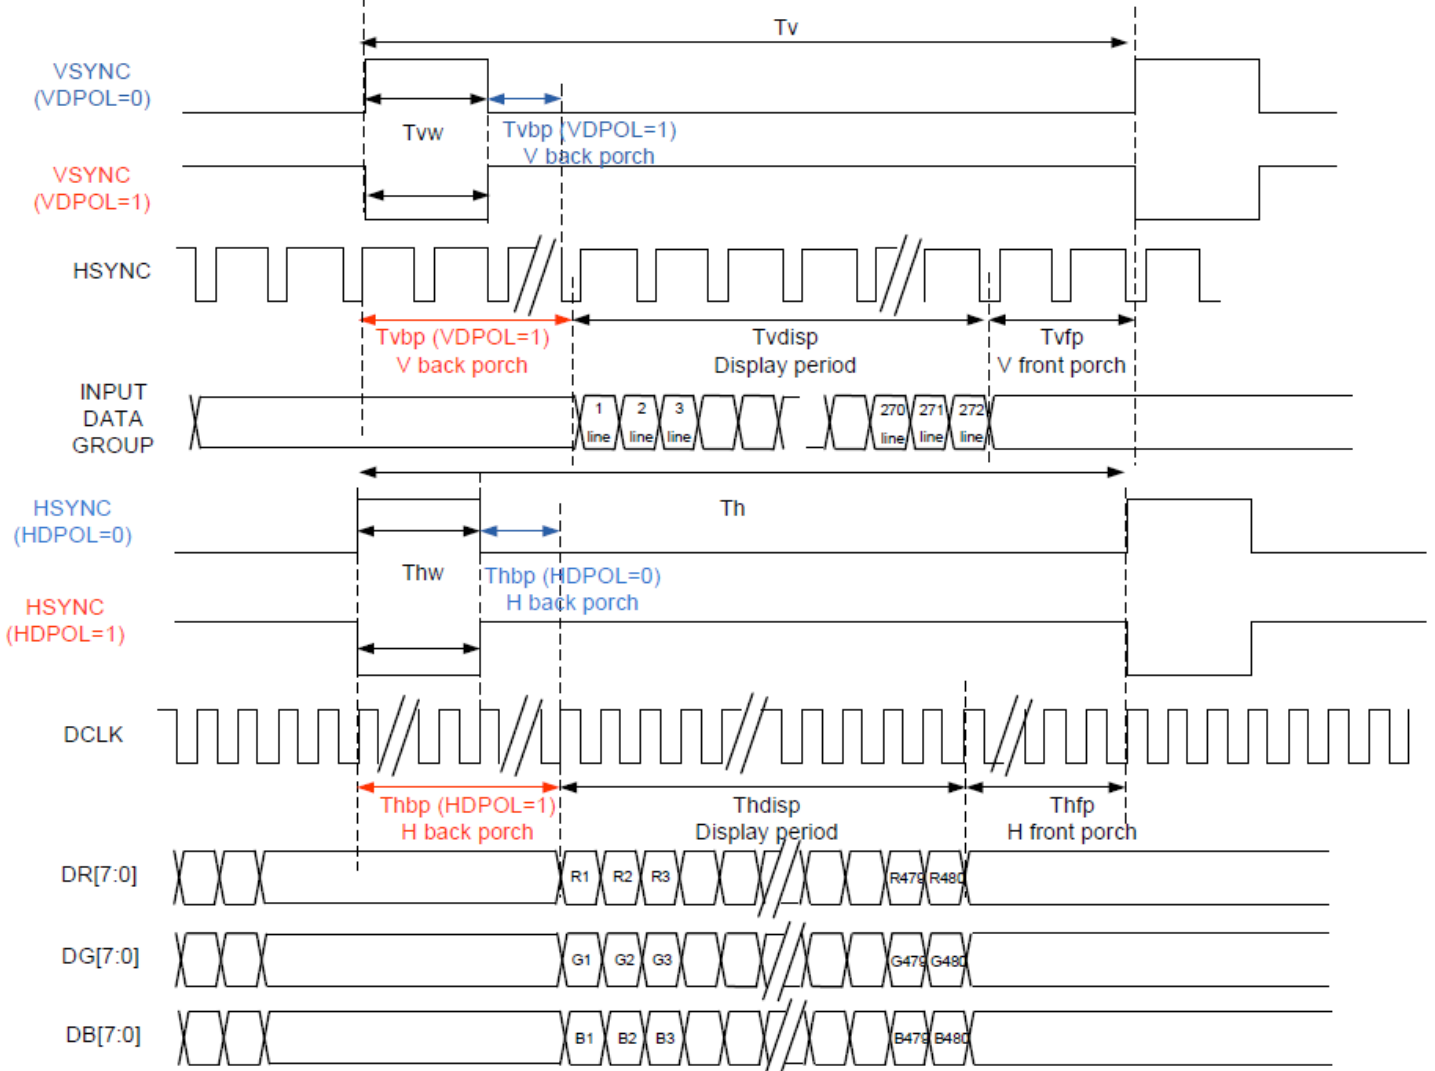 Tv
VSYNC
(VDPOL=0)
Tvw
Tvbp (VDPOL=1)
V back porch
VSYNC
(VDPOL=1)
HSYNC
Tvbp (VDPOL=1)
V back porch
Tvdisp
Display period
Tvfp
V front porch
INPUT
DATA
GROUP
1 2 3 270 271 272
line line line line line line
HSYNC
(HDPOL=0)
Th
Thw
Thbp (HDPOL=0)
H back porch
HSYNC
(HDPOL=1)
DCLK
Thbp (HDPOL=1)
H back porch
Thdisp
Display period
Thfp
H front porch
DR[7:0] R1 R2 R3 R479 R480
DG[7:0] G1 G2 G3 G479 G480
DB[7:0] B1 B2 B3 B479 B480